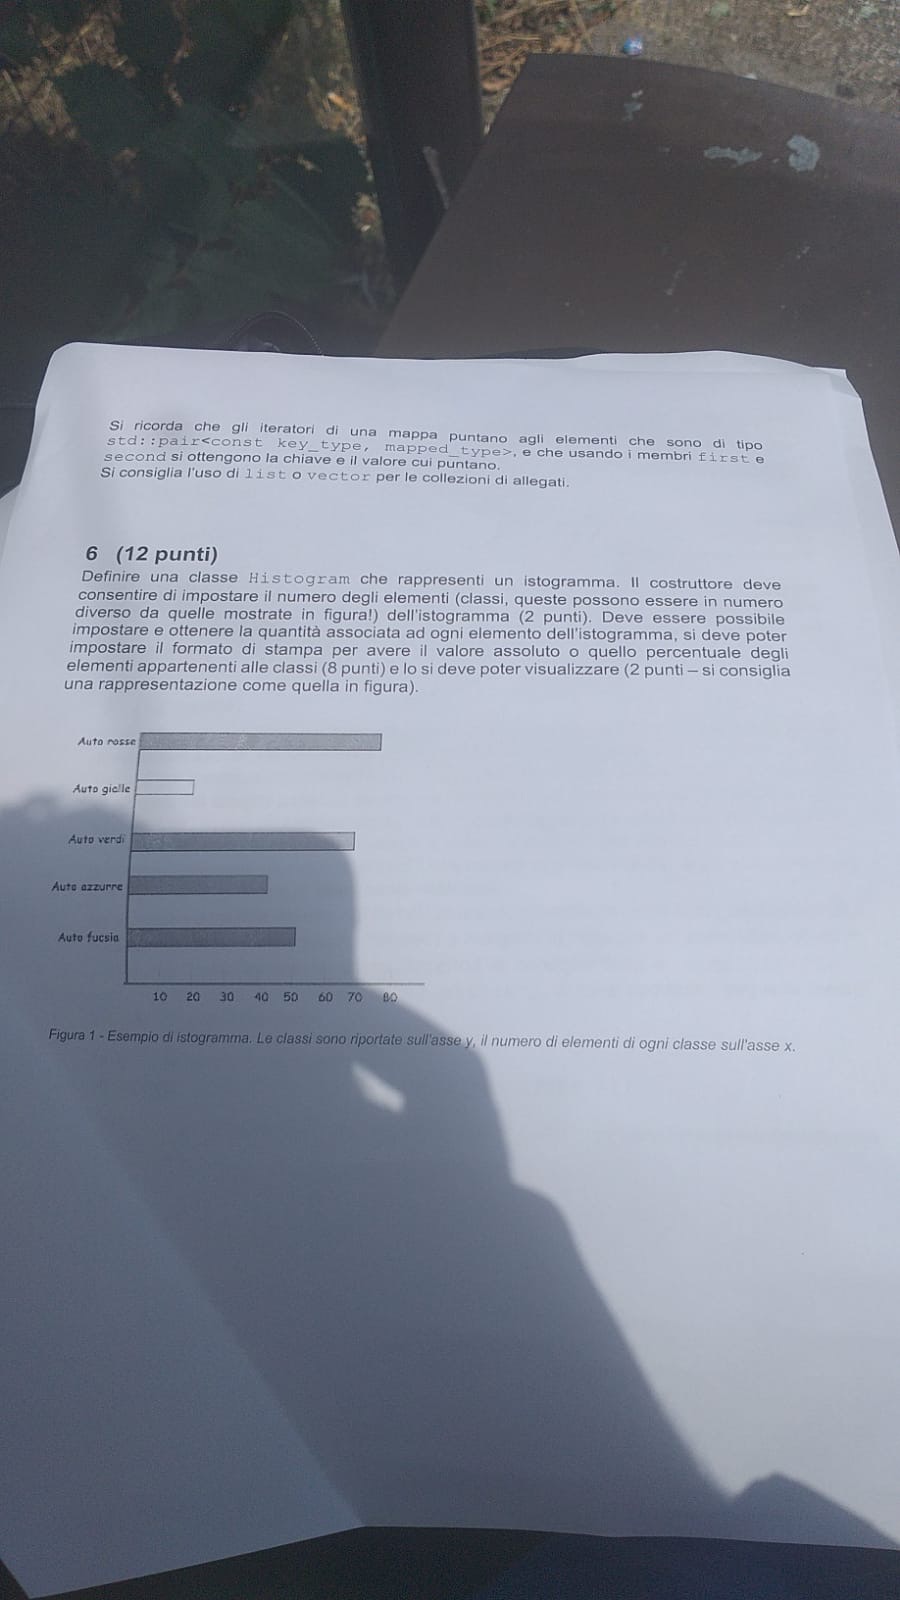 Si ricorda che gli iteratori di una mappa puntano agli elementi che sono di tipo
std::pair<const key_type, mapped_type>, e che usando i membri first e
second si ottengono la chiave e il valore cui puntano.
Si consiglia l'uso di list o vector per le collezioni di allegati.
6 (12 punti)
Definire una classe Histogram che rappresenti un istogramma. Il costruttore deve
consentire di impostare il numero degli elementi (classi, queste possono essere in numero
diverso da quelle mostrate in figura!) dell'istogramma (2 punti). Deve essere possibile
impostare e ottenere la quantità associata ad ogni elemento dell'istogramma, si deve poter
impostare il formato di stampa per avere il valore assoluto o quello percentuale degli
elementi appartenenti alle classi (8 punti) e lo si deve poter visualizzare (2 punti – si consiglia
una rappresentazione come quella in figura).
Auto rosse
Auto gialle
Auto verdi
Auto azzurre
Auto fucsia
10 20 30 40 50 60 70 80
Figura 1 - Esempio di istogramma. Le classi sono riportate sull'asse y, il numero di elementi di ogni classe sull'asse x.